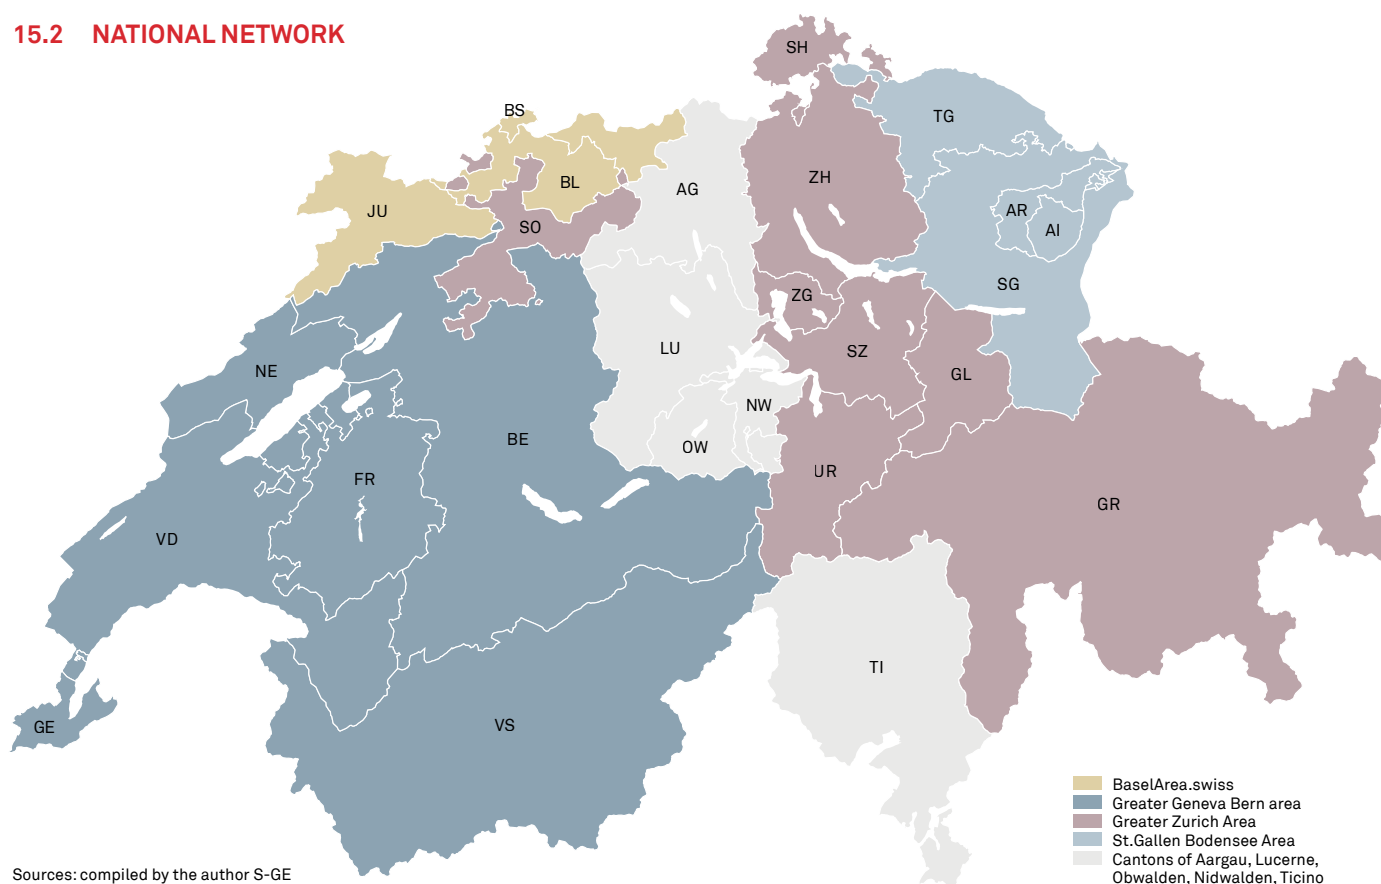 15.2 NATIONAL NETWORK
SH
BS
TG
BL
ZH
AG
JU
AR
SO
AI
SG
ZG
LU
SZ
NE
GL
NW
BE
OW
UR
FR
GR
VD
TI
VS
GE
BaselArea.swiss
Greater Geneva Bern area
Greater Zurich Area
St.Gallen Bodensee Area
Cantons of Aargau, Lucerne,
Obwalden, Nidwalden, Ticino
Sources: compiled by the author S-GE